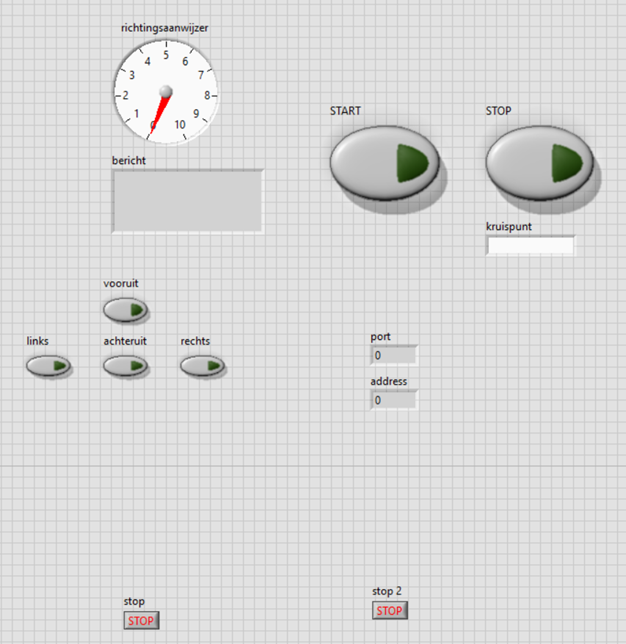 richtingsaanwijzer
0 1 2 3 4 5 6 7 8 9 10
START
STOP
bericht
kruispunt
vooruit
links
achteruit
rechts
port
0
address
0
stop
STOP
stop 2
STOP